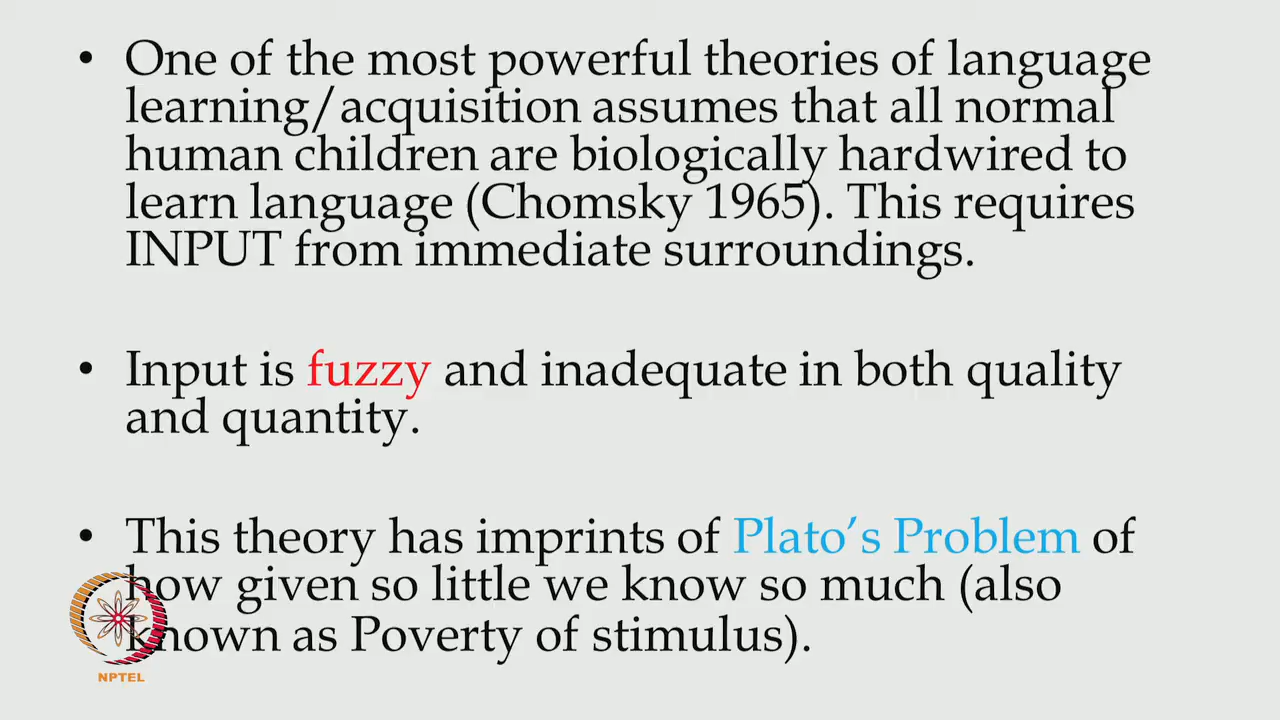 • One of the most powerful theories of language
learning/acquisition assumes that all normal
human children are biologically hardwired to
learn language (Chomsky 1965). This requires
INPUT from immediate surroundings.
• Input is fuzzy and inadequate in both quality
and quantity.
• This theory has imprints of Plato’s Problem of
how given so little we know so much (also
known as Poverty of stimulus).
NPTEL